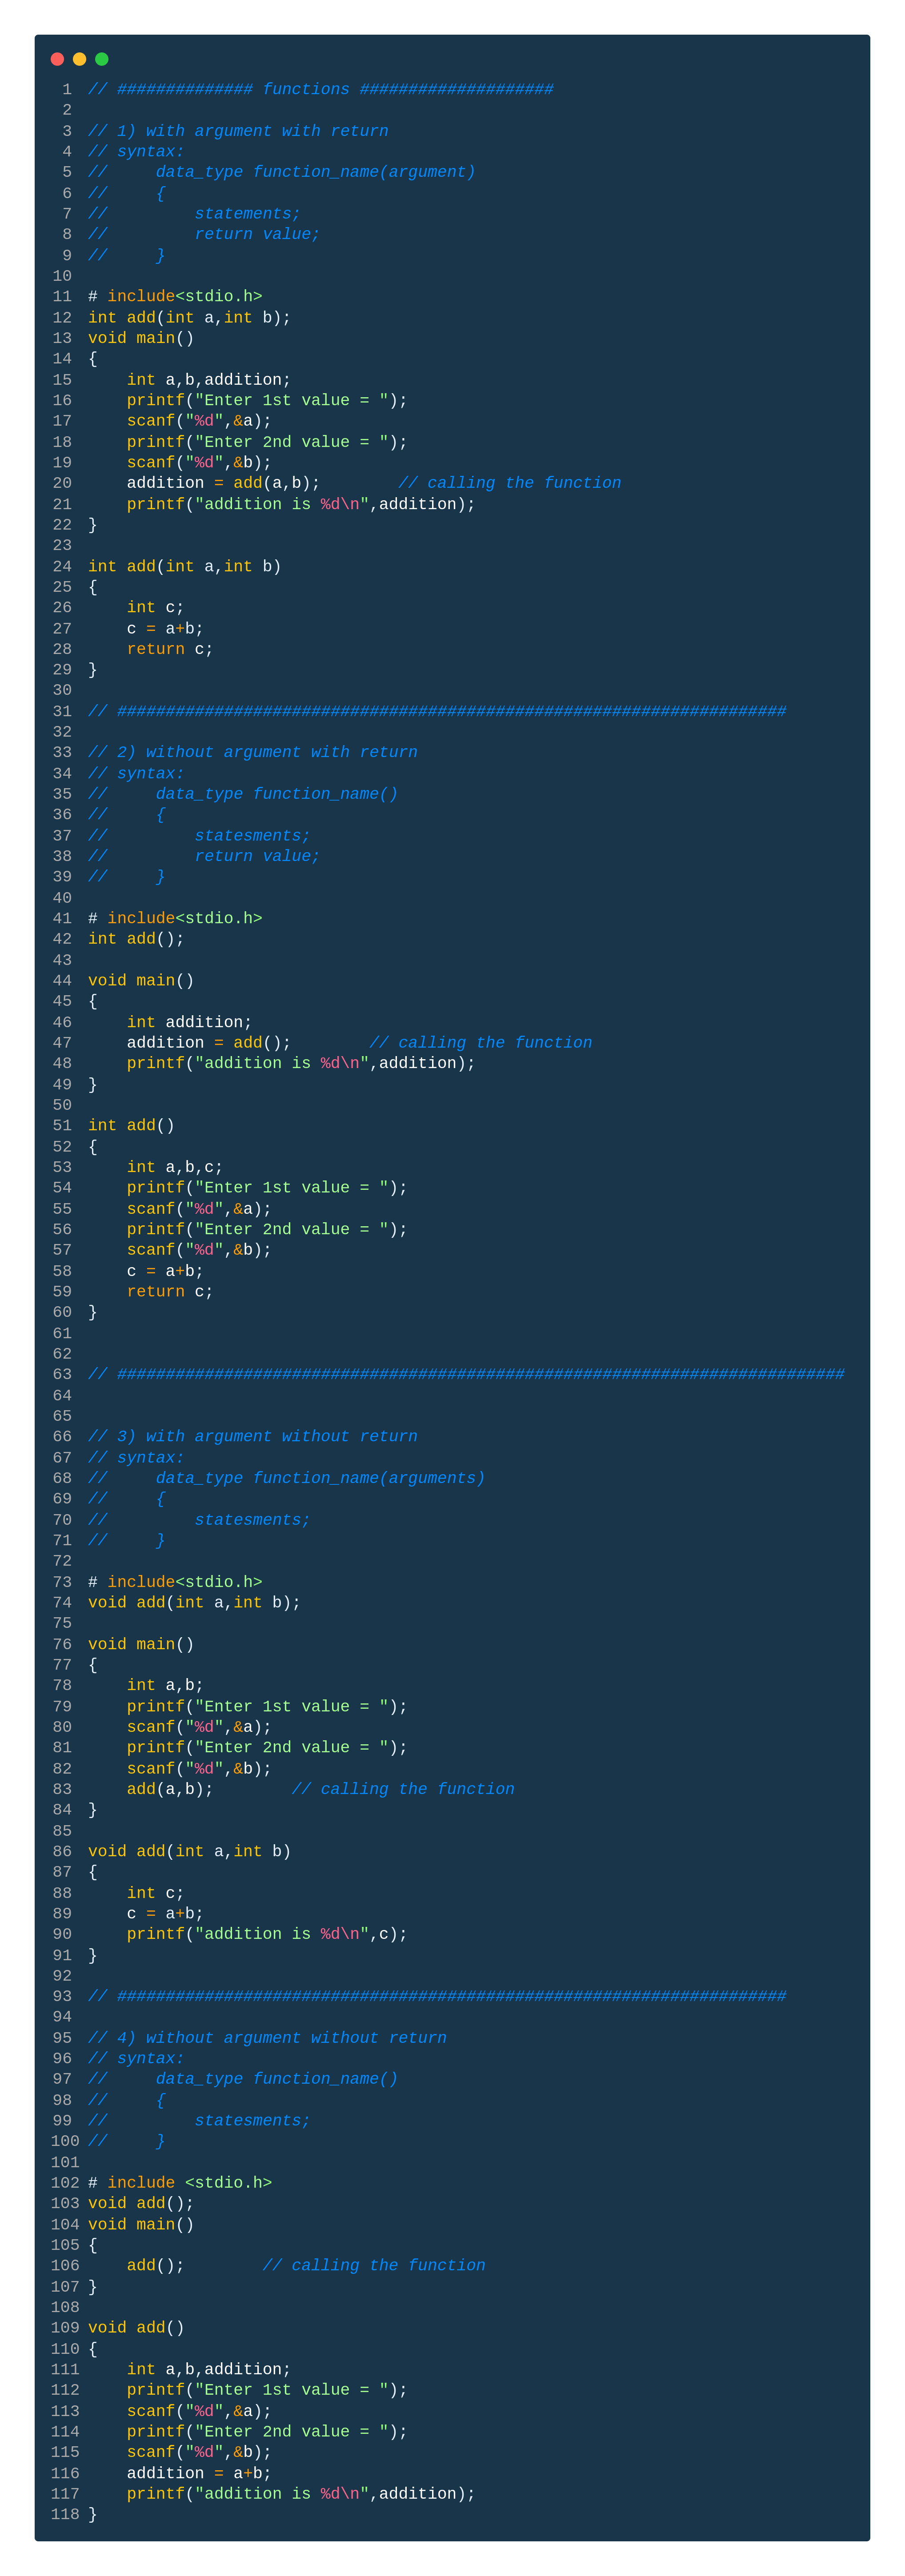 1 // ############## functions ####################
2
3 // 1) with argument with return
4 // syntax:
5 //     data_type function_name(argument)
6 //     {
7 //         statements;
8 //         return value;
9 //     }
10
11 # include<stdio.h>
12 int add(int a,int b);
13 void main()
14 {
15     int a,b,addition;
16     printf("Enter 1st value = ");
17     scanf("%d",&a);
18     printf("Enter 2nd value = ");
19     scanf("%d",&b);
20     addition = add(a,b);        // calling the function
21     printf("addition is %d\n",addition);
22 }
23
24 int add(int a,int b)
25 {
26     int c;
27     c = a+b;
28     return c;
29 }
30
31 // #####################################################################
32
33 // 2) without argument with return
34 // syntax:
35 //     data_type function_name()
36 //     {
37 //         statesments;
38 //         return value;
39 //     }
40
41 # include<stdio.h>
42 int add();
43
44 void main()
45 {
46     int addition;
47     addition = add();        // calling the function
48     printf("addition is %d\n",addition);
49 }
50
51 int add()
52 {
53     int a,b,c;
54     printf("Enter 1st value = ");
55     scanf("%d",&a);
56     printf("Enter 2nd value = ");
57     scanf("%d",&b);
58     c = a+b;
59     return c;
60 }
61
62
63 // ###########################################################################
64
65
66 // 3) with argument without return
67 // syntax:
68 //     data_type function_name(arguments)
69 //     {
70 //         statesments;
71 //     }
72
73 # include<stdio.h>
74 void add(int a,int b);
75
76 void main()
77 {
78     int a,b;
79     printf("Enter 1st value = ");
80     scanf("%d",&a);
81     printf("Enter 2nd value = ");
82     scanf("%d",&b);
83     add(a,b);        // calling the function
84 }
85
86 void add(int a,int b)
87 {
88     int c;
89     c = a+b;
90     printf("addition is %d\n",c);
91 }
92
93 // #####################################################################
94
95 // 4) without argument without return
96 // syntax:
97 //     data_type function_name()
98 //     {
99 //         statesments;
100 //     }
101
102 # include <stdio.h>
103 void add();
104 void main()
105 {
106     add();        // calling the function
107 }
108
109 void add()
110 {
111     int a,b,addition;
112     printf("Enter 1st value = ");
113     scanf("%d",&a);
114     printf("Enter 2nd value = ");
115     scanf("%d",&b);
116     addition = a+b;
117     printf("addition is %d\n",addition);
118 }